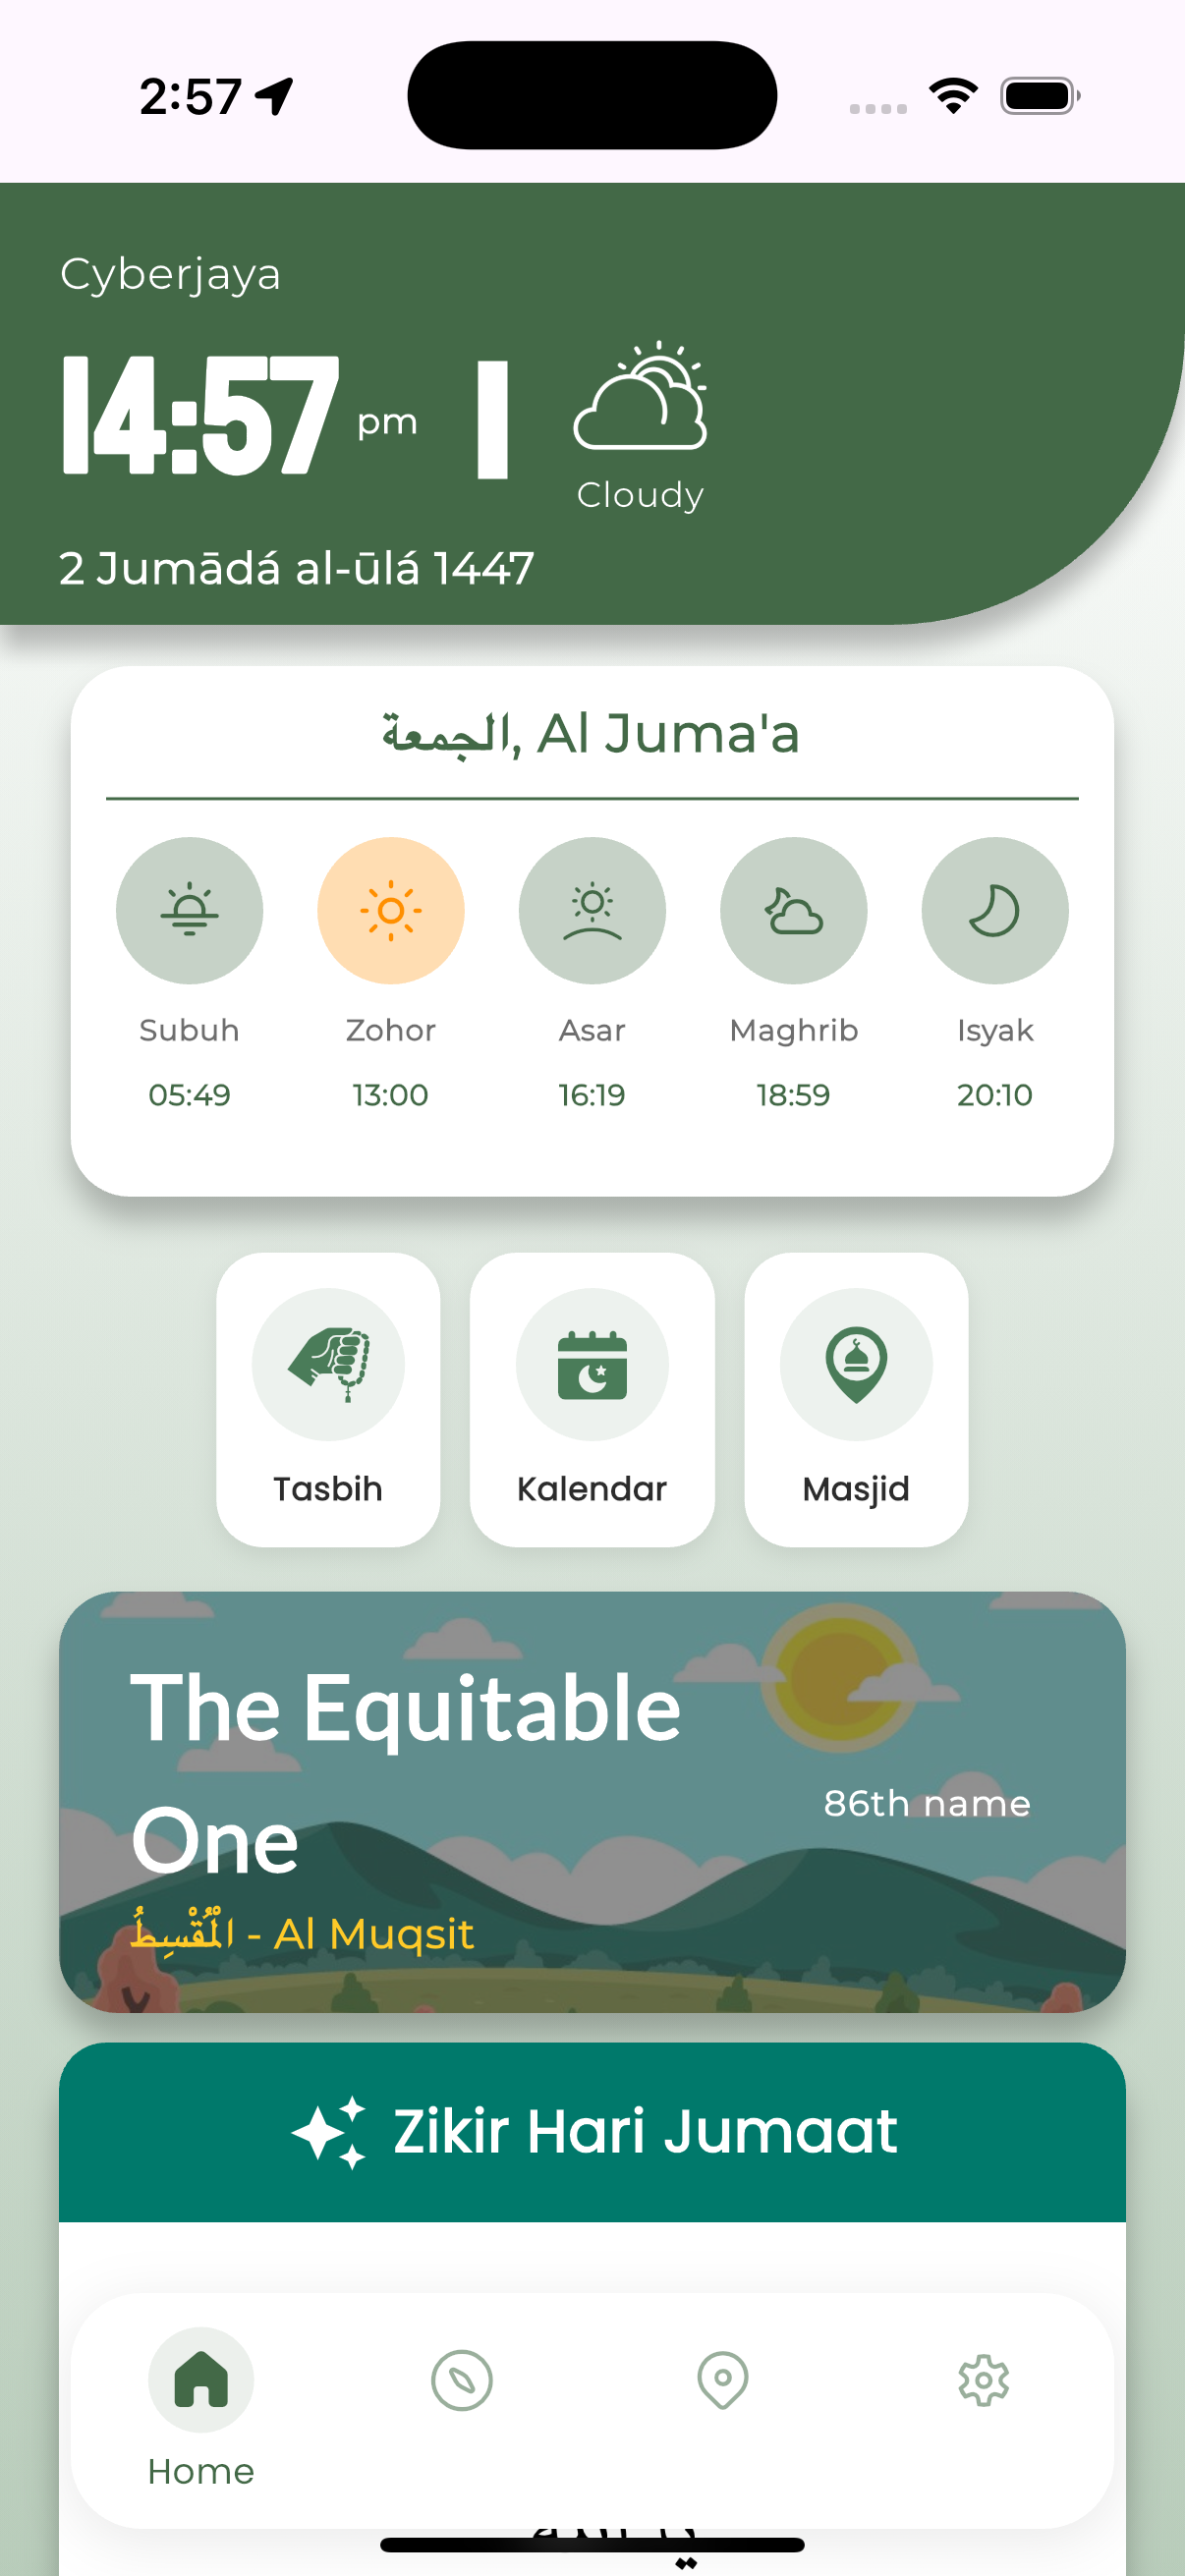 2:57
Cyberjaya
14:57 pm
Cloudy
2 Jumādá al-ūlá 1447
الجمعة, Al Juma'a
Subuh Zohor Asar Maghrib Isyak
05:49 13:00 16:19 18:59 20:10
Tasbih Kalendar Masjid
The Equitable
One
86th name
الْمُقْسِطُ - Al Muqsit
Zikir Hari Jumaat
Home